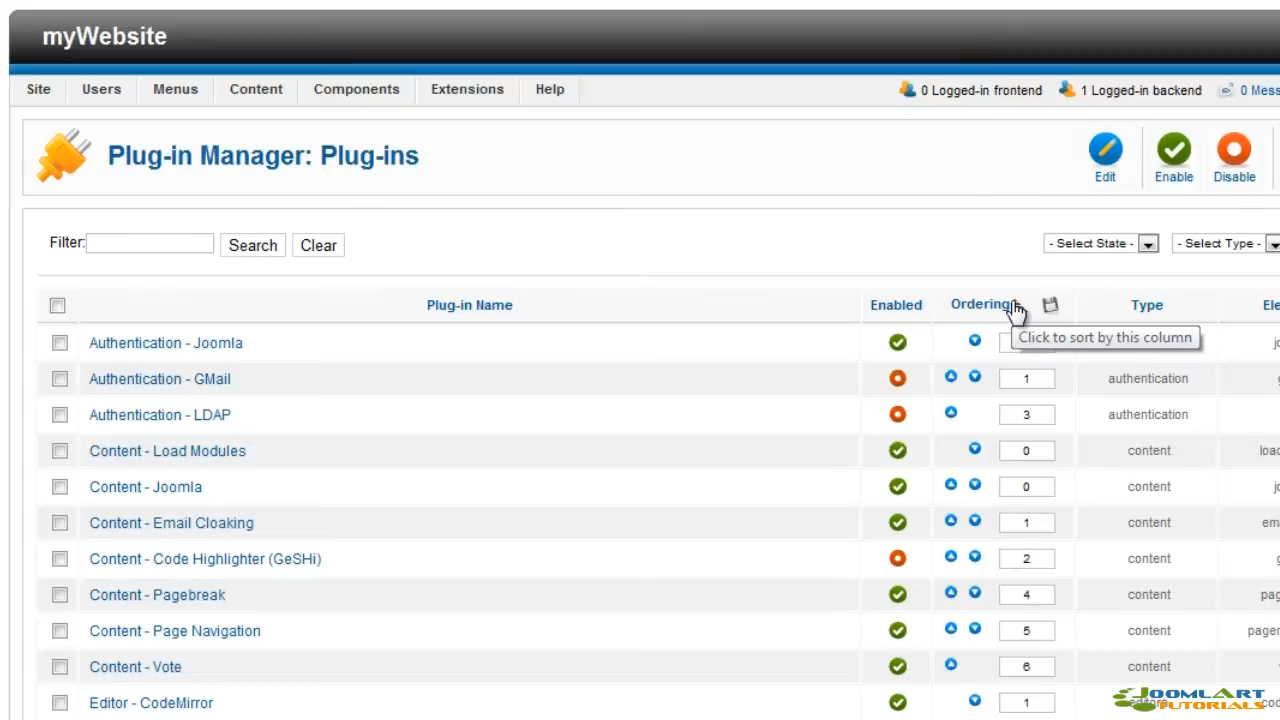 myWebsite
Site Users Menus Content Components Extensions Help 0 Logged-in frontend 1 Logged-in backend 0 Mess
Plug-in Manager: Plug-ins
Edit Enable Disable
Filter: Search Clear - Select State - - Select Type -
Plug-in Name Enabled Ordering Type Ele
Click to sort by this column
Authentication - Joomla
Authentication - GMail 1 authentication
Authentication - LDAP 3 authentication
Content - Load Modules 0 content load
Content - Joomla 0 content
Content - Email Cloaking 1 content em
Content - Code Highlighter (GeSHi) 2 content
Content - Pagebreak 4 content pag
Content - Page Navigation 5 content pager
Content - Vote 6 content
Editor - CodeMirror 1 editors cod
JOOMLART
TUTORIALS